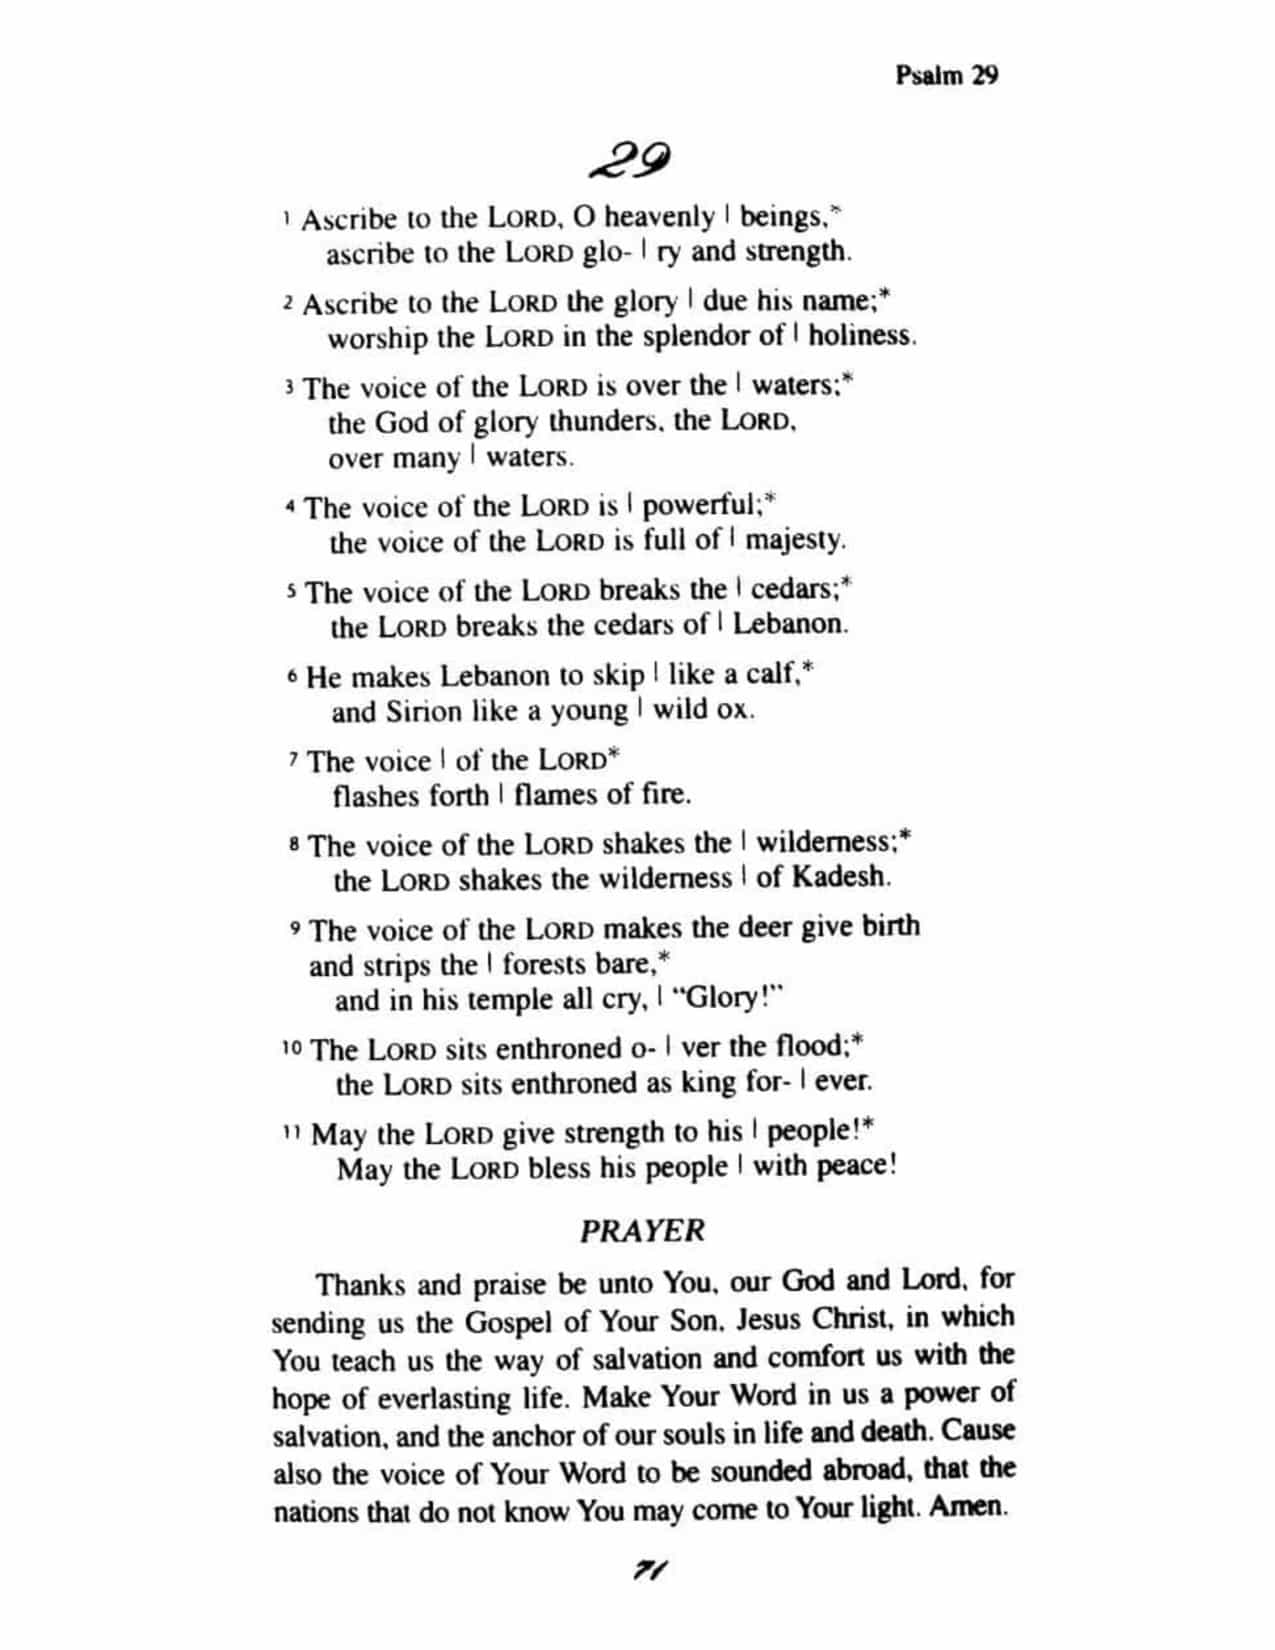 Psalm 29
29
1 Ascribe to the LORD, O heavenly | beings,*
ascribe to the LORD glo- | ry and strength.
2 Ascribe to the LORD the glory | due his name;*
worship the LORD in the splendor of | holiness.
3 The voice of the LORD is over the | waters;*
the God of glory thunders, the LORD,
over many | waters.
4 The voice of the LORD is | powerful;*
the voice of the LORD is full of | majesty.
5 The voice of the LORD breaks the | cedars;*
the LORD breaks the cedars of | Lebanon.
6 He makes Lebanon to skip | like a calf,*
and Sirion like a young | wild ox.
7 The voice | of the LORD*
flashes forth | flames of fire.
8 The voice of the LORD shakes the | wilderness;*
the LORD shakes the wilderness | of Kadesh.
9 The voice of the LORD makes the deer give birth
and strips the | forests bare,*
and in his temple all cry, | "Glory!"
10 The LORD sits enthroned o- | ver the flood;*
the LORD sits enthroned as king for- | ever.
11 May the LORD give strength to his | people!*
May the LORD bless his people | with peace!
PRAYER
Thanks and praise be unto You, our God and Lord, for
sending us the Gospel of Your Son, Jesus Christ, in which
You teach us the way of salvation and comfort us with the
hope of everlasting life. Make Your Word in us a power of
salvation, and the anchor of our souls in life and death. Cause
also the voice of Your Word to be sounded abroad, that the
nations that do not know You may come to Your light. Amen.
71